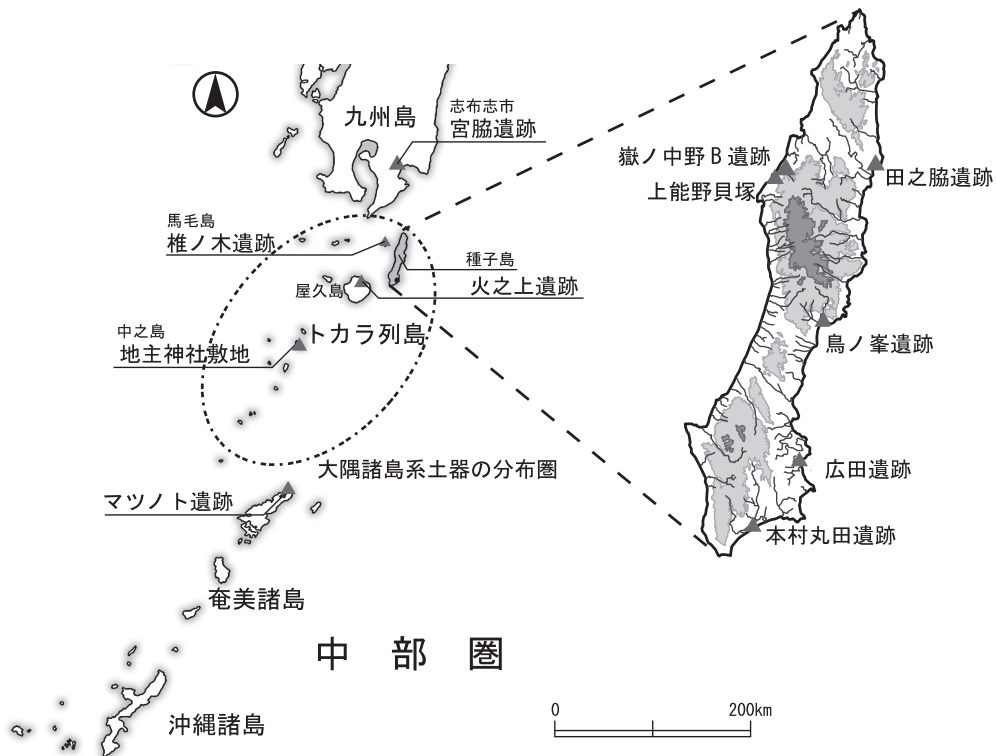 九州島
志布志市
宮脇遺跡
嶽ノ中野B遺跡
上能野貝塚
田之脇遺跡
馬毛島
椎ノ木遺跡
種子島
屋久島
火之上遺跡
中之島
地主神社敷地
トカラ列島
鳥ノ峯遺跡
大隅諸島系土器の分布圏
広田遺跡
マツノト遺跡
本村丸田遺跡
奄美諸島
中部圏
沖縄諸島
0 200km